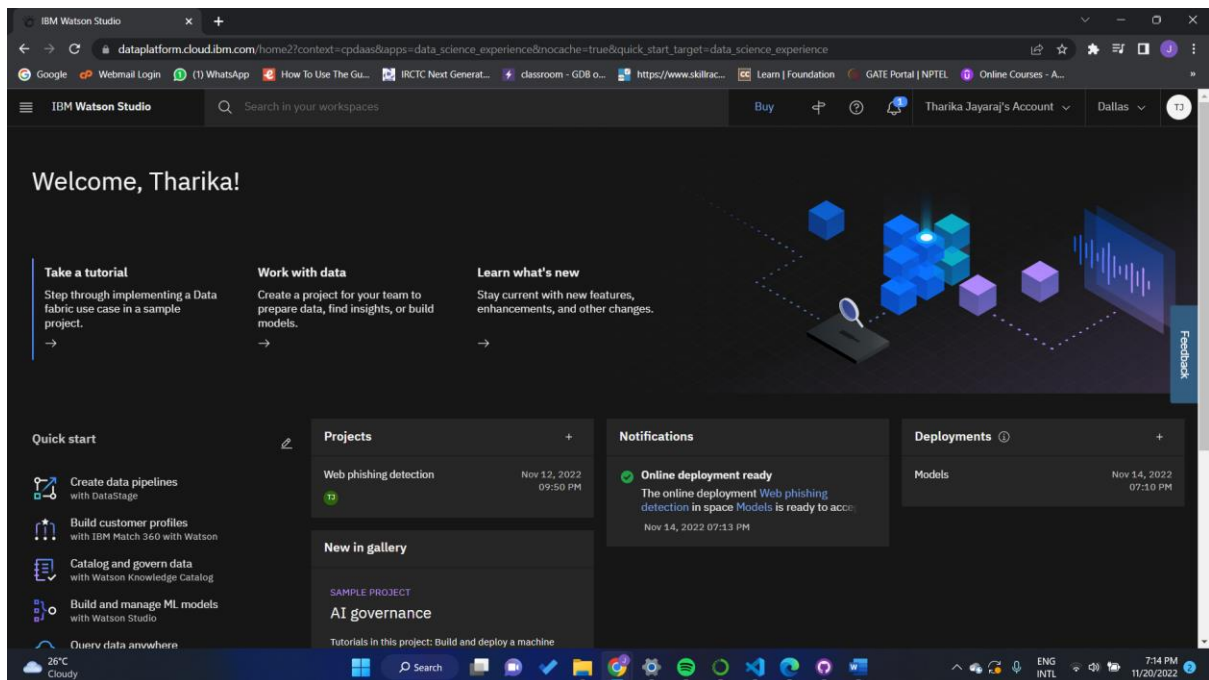 IBM Watson Studio
dataplatform.cloud.ibm.com/home2?context=cpdaas&apps=data_science_experience&nocache=true&quick_start_target=data_science_experience
J
Google
Webmail Login
(1) WhatsApp
How To Use The Gu...
IRCTC Next Generat...
classroom - GDB o...
https://www.skillrac...
Learn | Foundation
GATE Portal | NPTEL
Online Courses - A...
IBM Watson Studio
Search in your workspaces
Buy
1
Tharika Jayaraj's Account
Dallas
TJ
Welcome, Tharika!
Take a tutorial
Step through implementing a Data
fabric use case in a sample
project.
Work with data
Create a project for your team to
prepare data, find insights, or build
models.
Learn what's new
Stay current with new features,
enhancements, and other changes.
Feedback
Quick start
Create data pipelines
with DataStage
Build customer profiles
with IBM Match 360 with Watson
Catalog and govern data
with Watson Knowledge Catalog
Build and manage ML models
with Watson Studio
Query data anywhere
Projects
Web phishing detection
Nov 12, 2022
09:50 PM
TJ
New in gallery
SAMPLE PROJECT
AI governance
Tutorials in this project: Build and deploy a machine
Notifications
Online deployment ready
The online deployment Web phishing
detection in space Models is ready to acce
Nov 14, 2022 07:13 PM
Deployments
Models
Nov 14, 2022
07:10 PM
26°C
Cloudy
Search
ENG
INTL
7:14 PM
11/20/2022
2